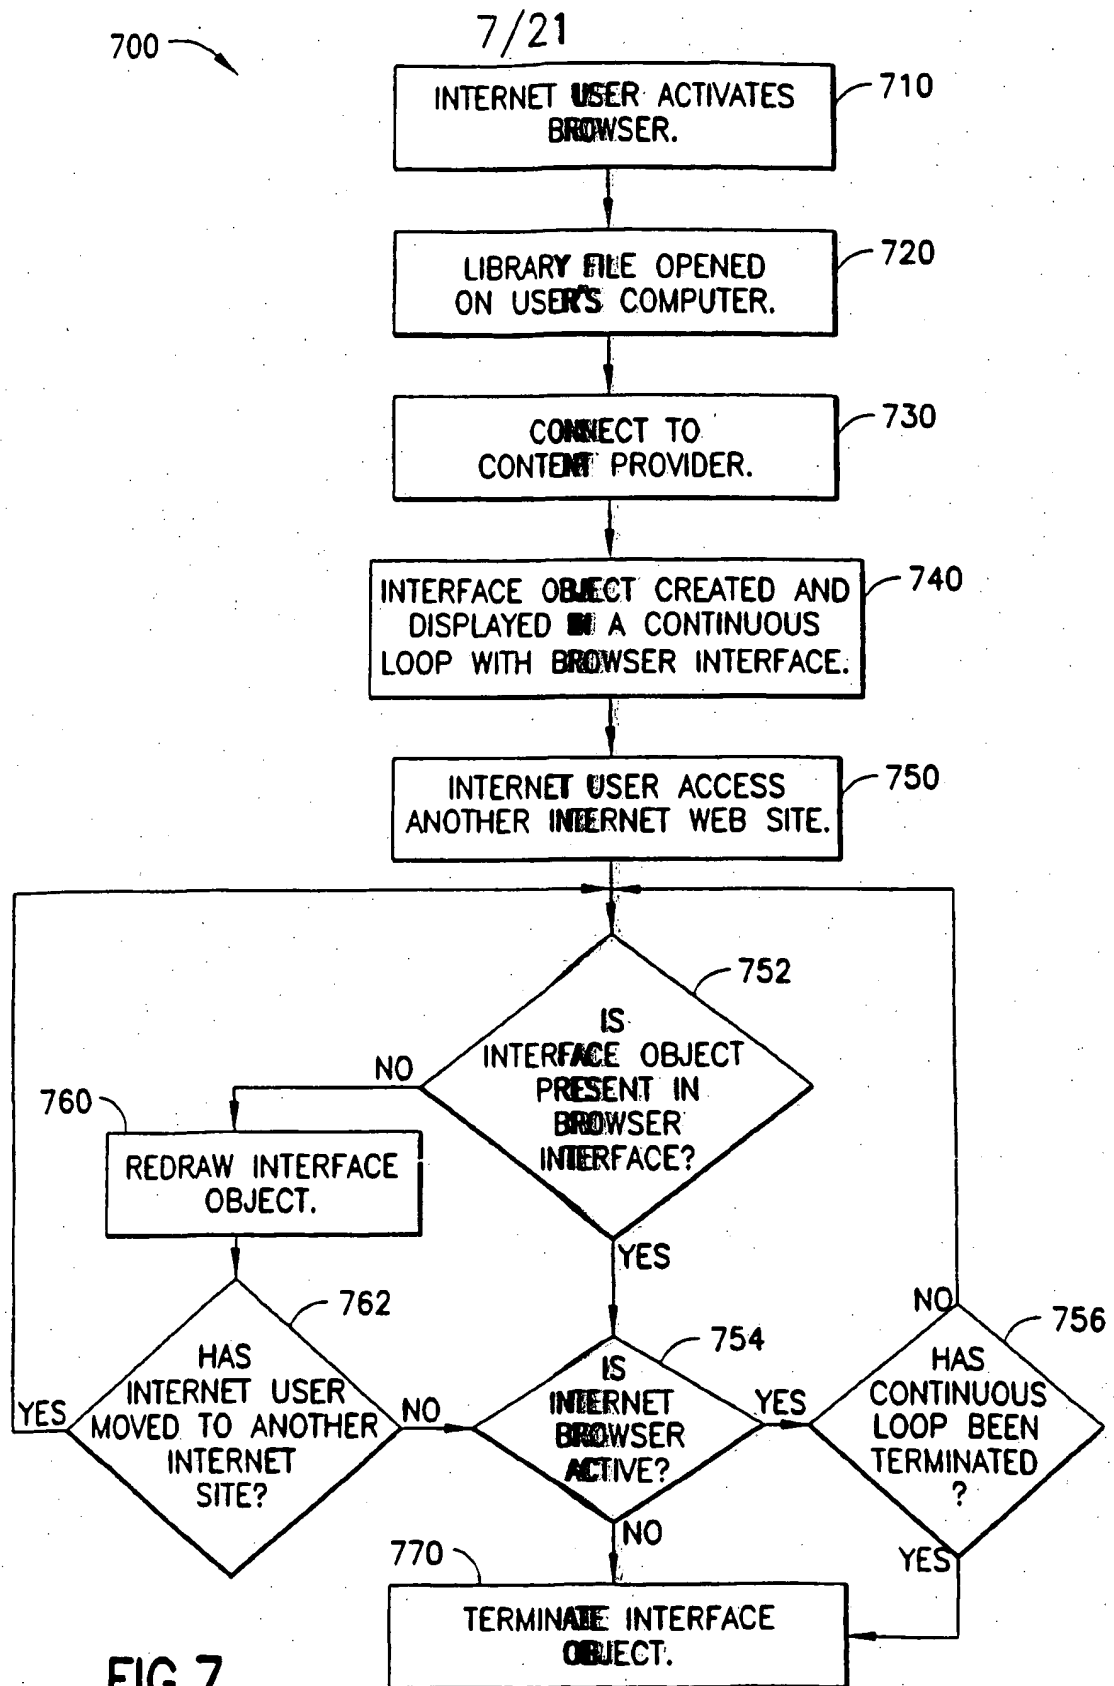 7/21
700
INTERNET USER ACTIVATES
BROWSER.
710
LIBRARY FILE OPENED
ON USER'S COMPUTER.
720
CONNECT TO
CONTENT PROVIDER.
730
INTERFACE OBJECT CREATED AND
DISPLAYED IN A CONTINUOUS
LOOP WITH BROWSER INTERFACE.
740
INTERNET USER ACCESS
ANOTHER INTERNET WEB SITE.
750
IS
INTERFACE OBJECT
PRESENT IN
BROWSER
INTERFACE?
752
NO
YES
760
REDRAW INTERFACE
OBJECT.
HAS
INTERNET USER
MOVED TO ANOTHER
INTERNET
SITE?
762
YES
NO
IS
INTERNET
BROWSER
ACTIVE?
754
YES
NO
HAS
CONTINUOUS
LOOP BEEN
TERMINATED
?
756
NO
YES
770
TERMINATE INTERFACE
OBJECT.
FIG.7